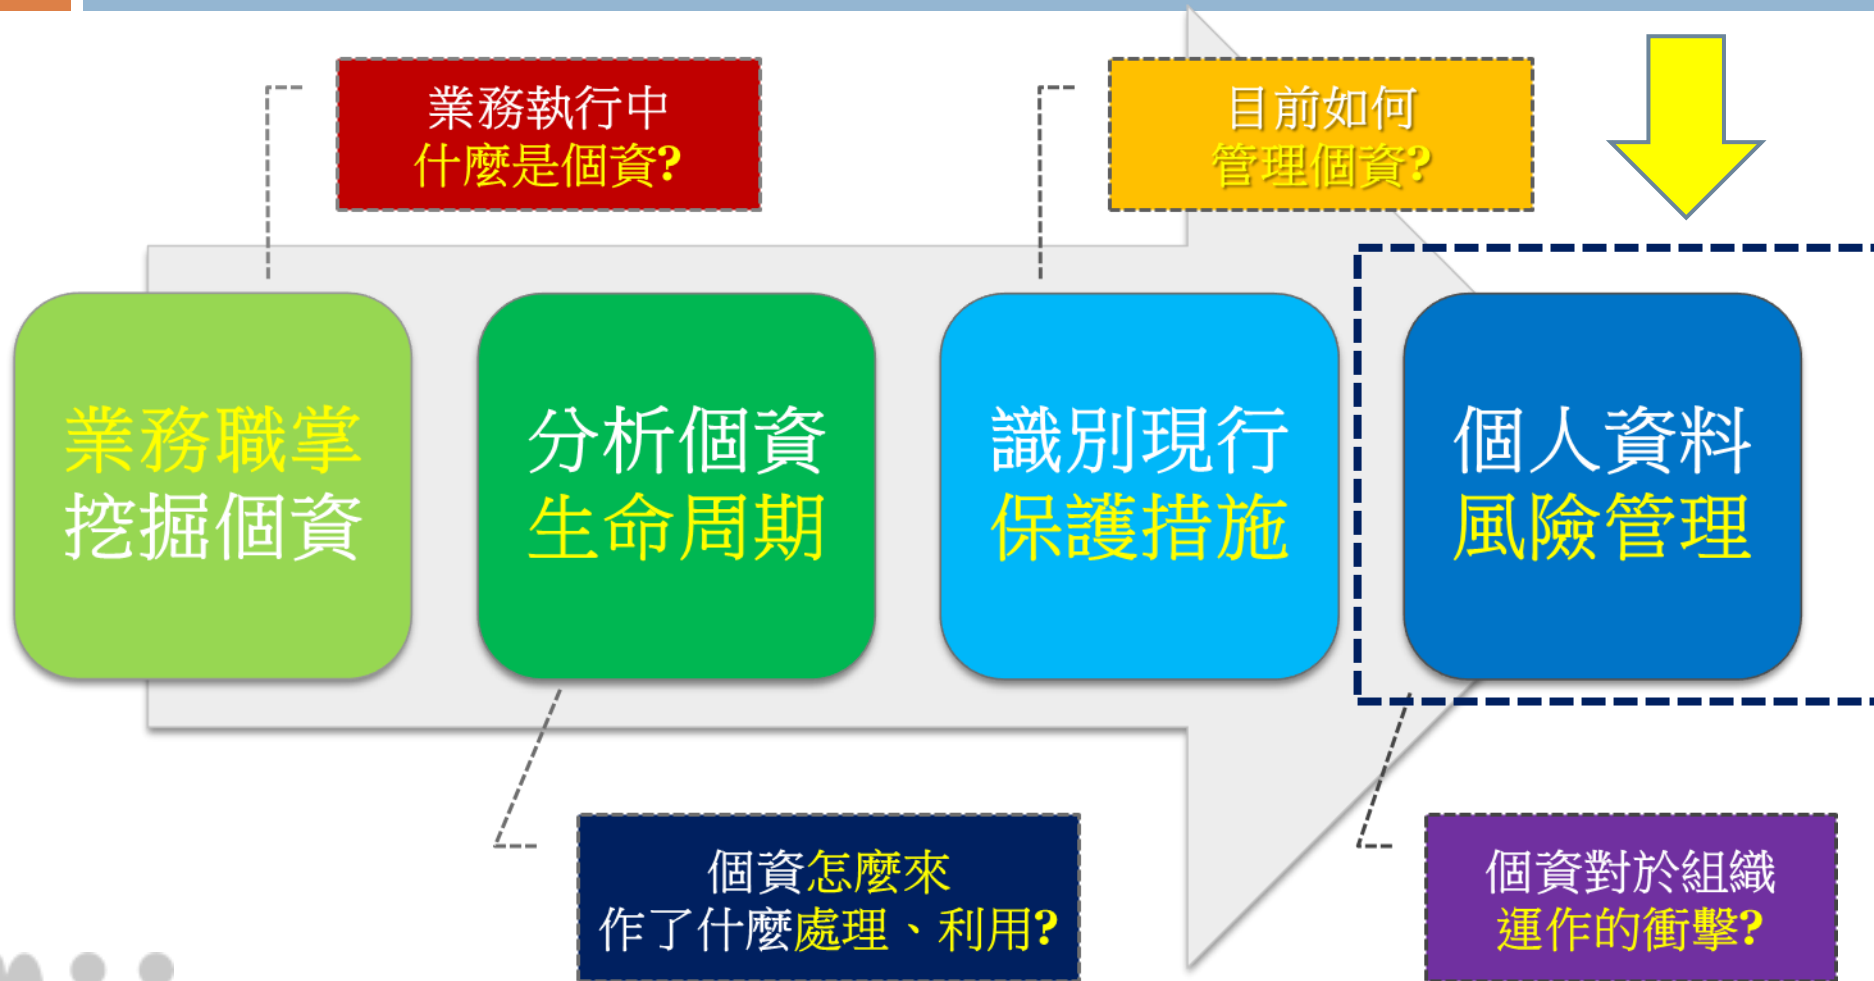 業務執行中
什麼是個資?
目前如何
管理個資?
業務職掌
挖掘個資
分析個資
生命周期
識別現行
保護措施
個人資料
風險管理
個資怎麼來
作了什麼處理、利用?
個資對於組織
運作的衝擊?